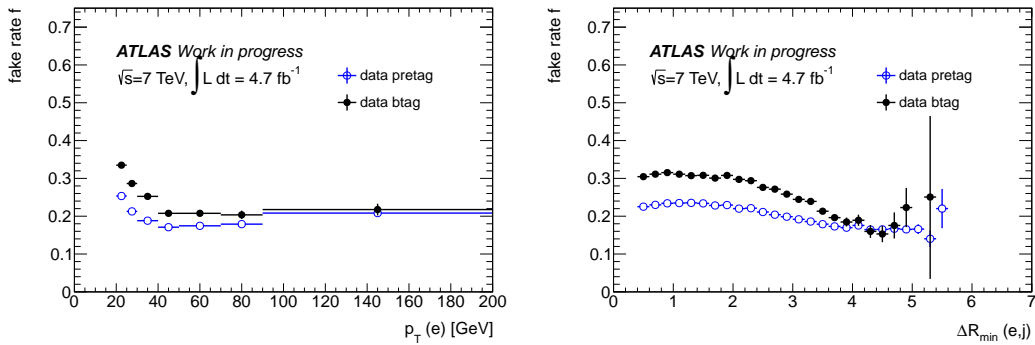 fake rate f
0.7
0.6
0.5
0.4
0.3
0.2
0.1
0
ATLAS Work in progress
√s=7 TeV, ∫ L dt = 4.7 fb⁻¹
data pretag
data btag
0 20 40 60 80 100 120 140 160 180 200
p_T (e) [GeV]
fake rate f
0.7
0.6
0.5
0.4
0.3
0.2
0.1
0
ATLAS Work in progress
√s=7 TeV, ∫ L dt = 4.7 fb⁻¹
data pretag
data btag
0 1 2 3 4 5 6 7
ΔR_min (e,j)